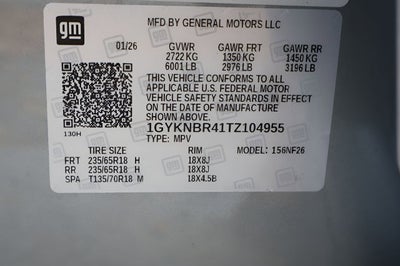 gm
MFD BY GENERAL MOTORS LLC
01/26 GVWR GAWR FRT GAWR RR
2722 KG 1350 KG 1450 KG
6001 LB 2976 LB 3196 LB
THIS VEHICLE CONFORMS TO ALL
APPLICABLE U.S. FEDERAL MOTOR
VEHICLE SAFETY STANDARDS IN EFFECT
ON THE DATE OF MANUFACTURE
SHOWN ABOVE.
130H
1GYKNBR41TZ104955
TYPE: MPV
TIRE SIZE RIM MODEL: 156NF26
FRT 235/65R18 H 18X8J
RR 235/65R18 H 18X8J
SPA T135/70R18 M 18X4.5B